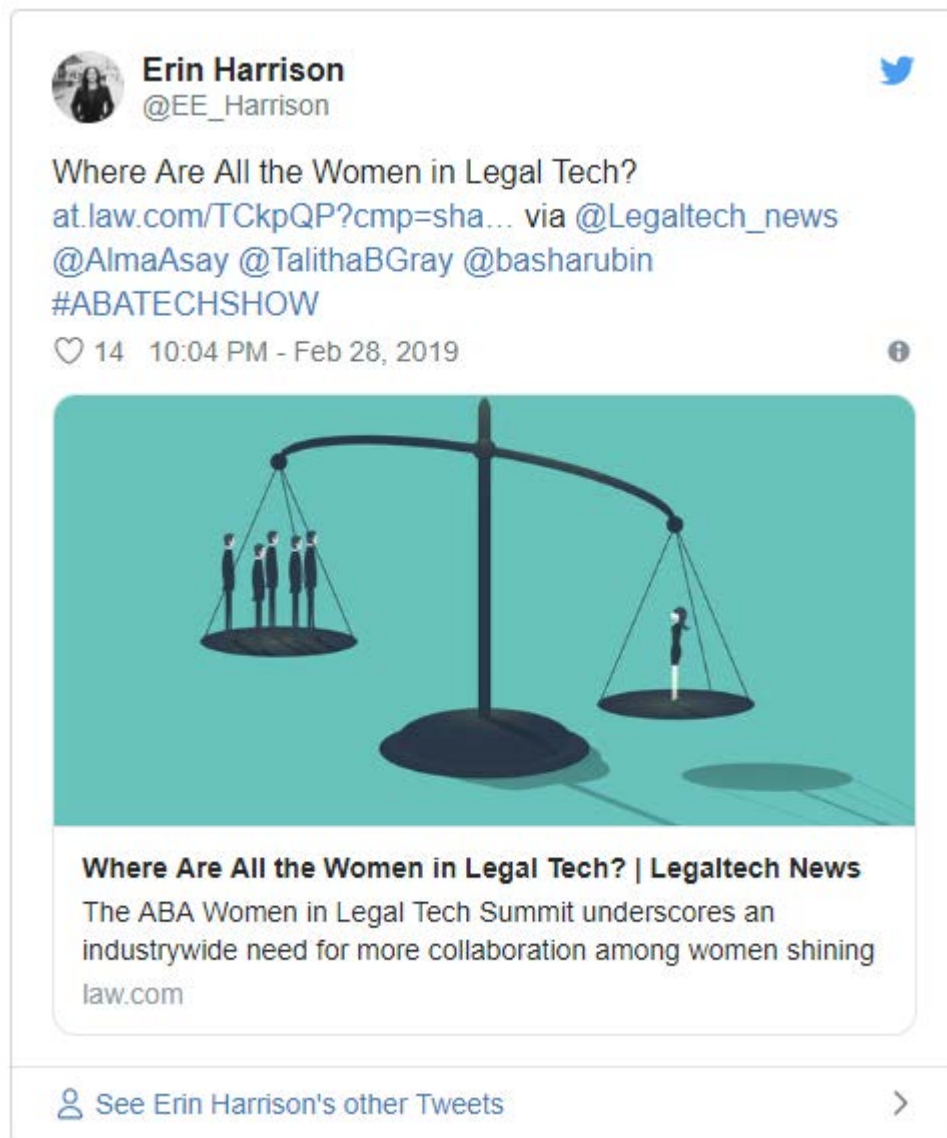 Erin Harrison
@EE_Harrison
Where Are All the Women in Legal Tech?
at.law.com/TCkpQP?cmp=sha… via @Legaltech_news
@AlmaAsay @TalithaBGray @basharubin
#ABATECHSHOW
14 10:04 PM - Feb 28, 2019
Where Are All the Women in Legal Tech? | Legaltech News
The ABA Women in Legal Tech Summit underscores an
industrywide need for more collaboration among women shining
law.com
See Erin Harrison's other Tweets